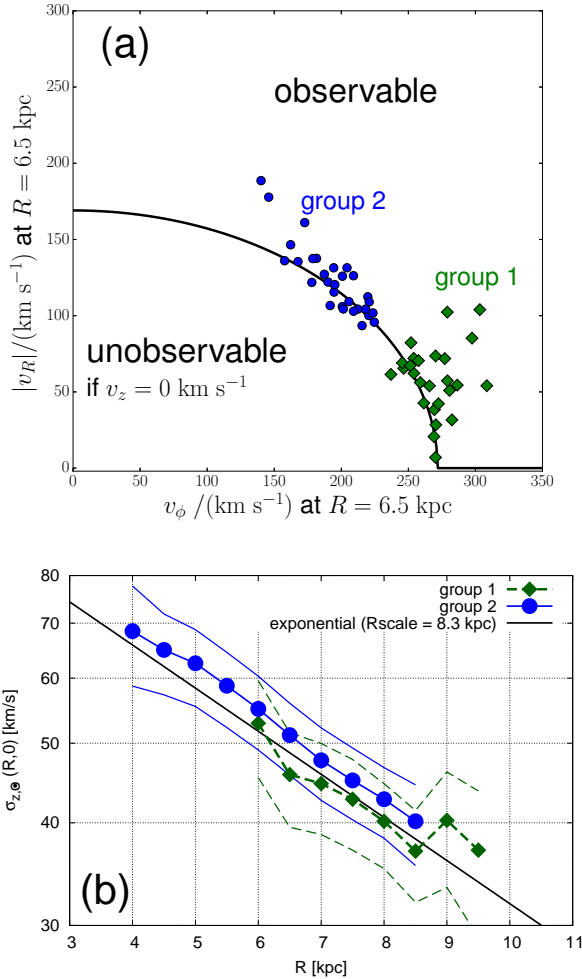 (a)
observable
group 2
group 1
unobservable
if v_z = 0 km s⁻¹
300
250
200
150
100
50
0
|v_R|/(km s⁻¹) at R = 6.5 kpc
0 50 100 150 200 250 300 350
v_ϕ /(km s⁻¹) at R = 6.5 kpc
80
70
60
50
40
30
σ_z,⊙ (R,0) [km/s]
group 1
group 2
exponential (Rscale = 8.3 kpc)
(b)
3 4 5 6 7 8 9 10 11
R [kpc]